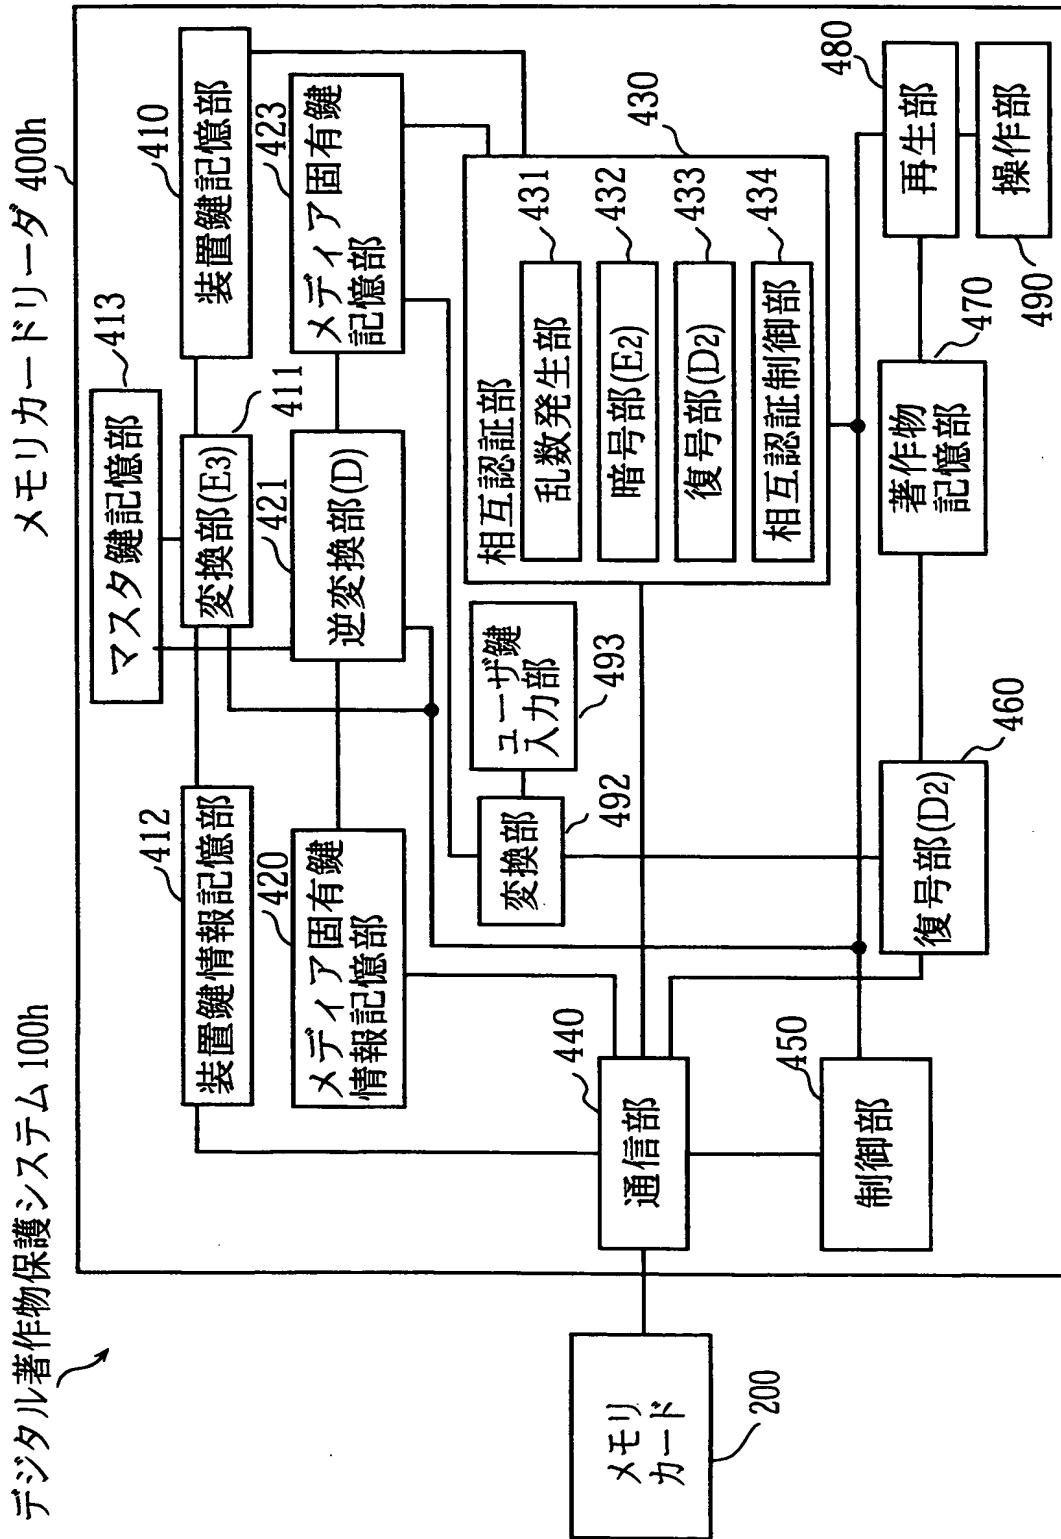 デジタル著作物保護システム 100h
メモリカードリーダ 400h
マスタ鍵記憶部
413
装置鍵情報記憶部
412
変換部(E3)
411
装置鍵記憶部
410
メディア固有鍵
情報記憶部
420
逆変換部(D)
421
メディア固有鍵
記憶部
423
変換部
492
ユーザ鍵
入力部
493
相互認証部
430
乱数発生部
431
暗号部(E2)
432
復号部(D2)
433
相互認証制御部
434
メモリ
カード
200
通信部
440
制御部
450
復号部(D2)
460
著作物
記憶部
470
再生部
480
操作部
490